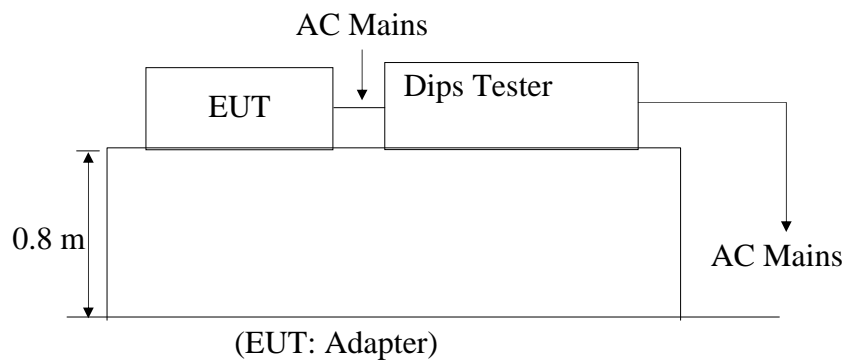 AC Mains
EUT
Dips Tester
0.8 m
AC Mains
(EUT: Adapter)